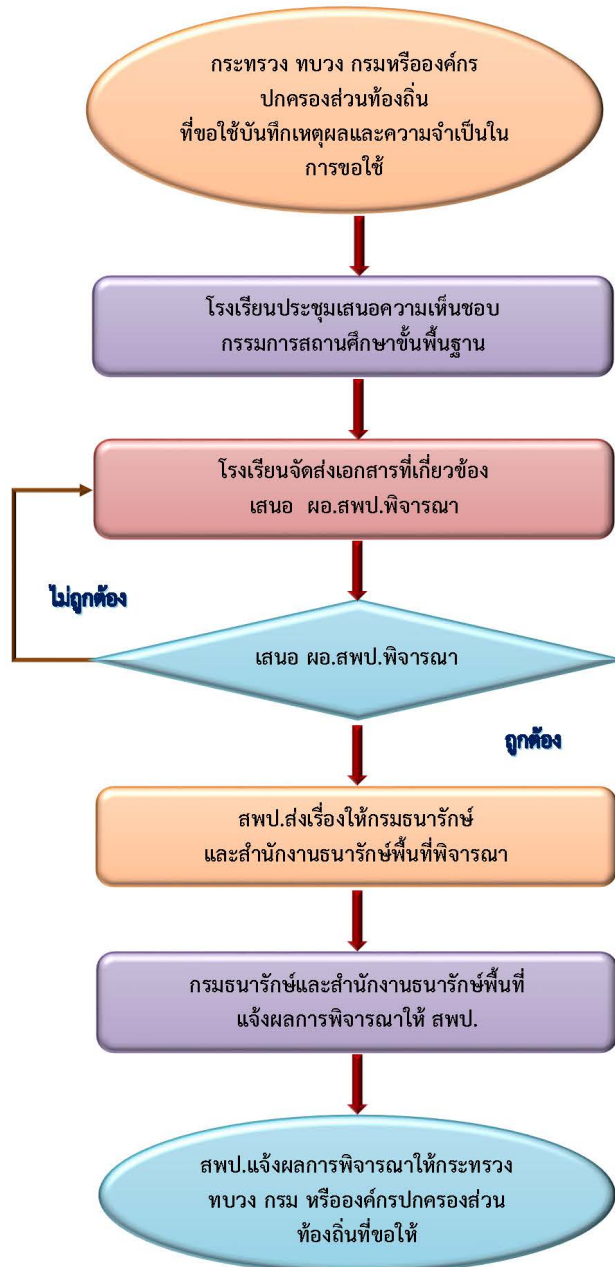 กระทรวง ทบวง กรมหรือองค์กร
ปกครองส่วนท้องถิ่น
ที่ขอใช้บันทึกเหตุผลและความจำเป็นใน
การขอใช้
โรงเรียนประชุมเสนอความเห็นชอบ
กรรมการสถานศึกษาขั้นพื้นฐาน
โรงเรียนจัดส่งเอกสารที่เกี่ยวข้อง
เสนอ ผอ.สพป.พิจารณา
ไม่ถูกต้อง
เสนอ ผอ.สพป.พิจารณา
ถูกต้อง
สพป.ส่งเรื่องให้กรมธนารักษ์
และสำนักงานธนารักษ์พื้นที่พิจารณา
กรมธนารักษ์และสำนักงานธนารักษ์พื้นที่
แจ้งผลการพิจารณาให้ สพป.
สพป.แจ้งผลการพิจารณาให้กระทรวง
ทบวง กรม หรือองค์กรปกครองส่วน
ท้องถิ่นที่ขอให้